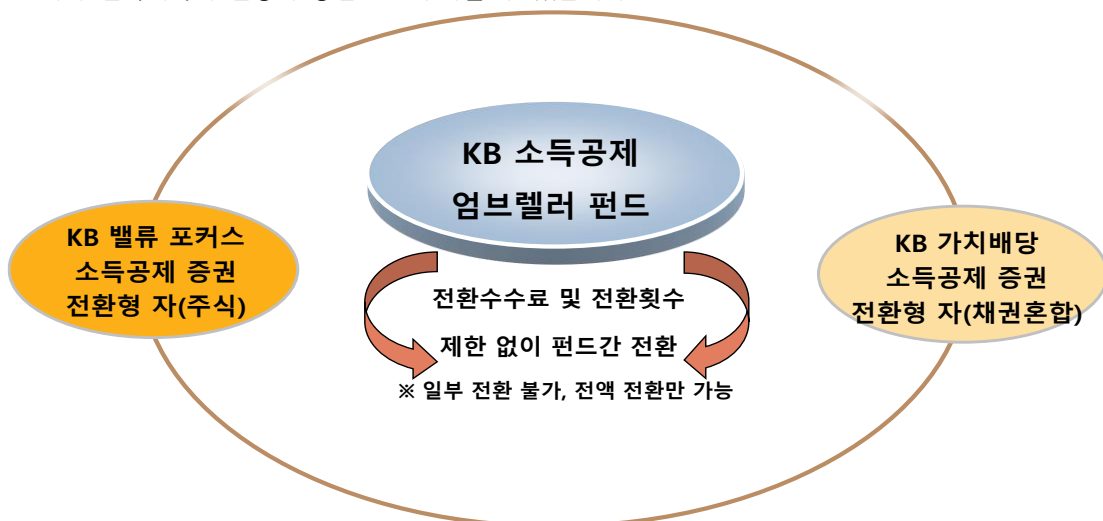 KB 소득공제
엄브렐러 펀드
KB 밸류 포커스
소득공제 증권
전환형 자(주식)
KB 가치배당
소득공제 증권
전환형 자(채권혼합)
전환수수료 및 전환횟수
제한 없이 펀드간 전환
※ 일부 전환 불가, 전액 전환만 가능